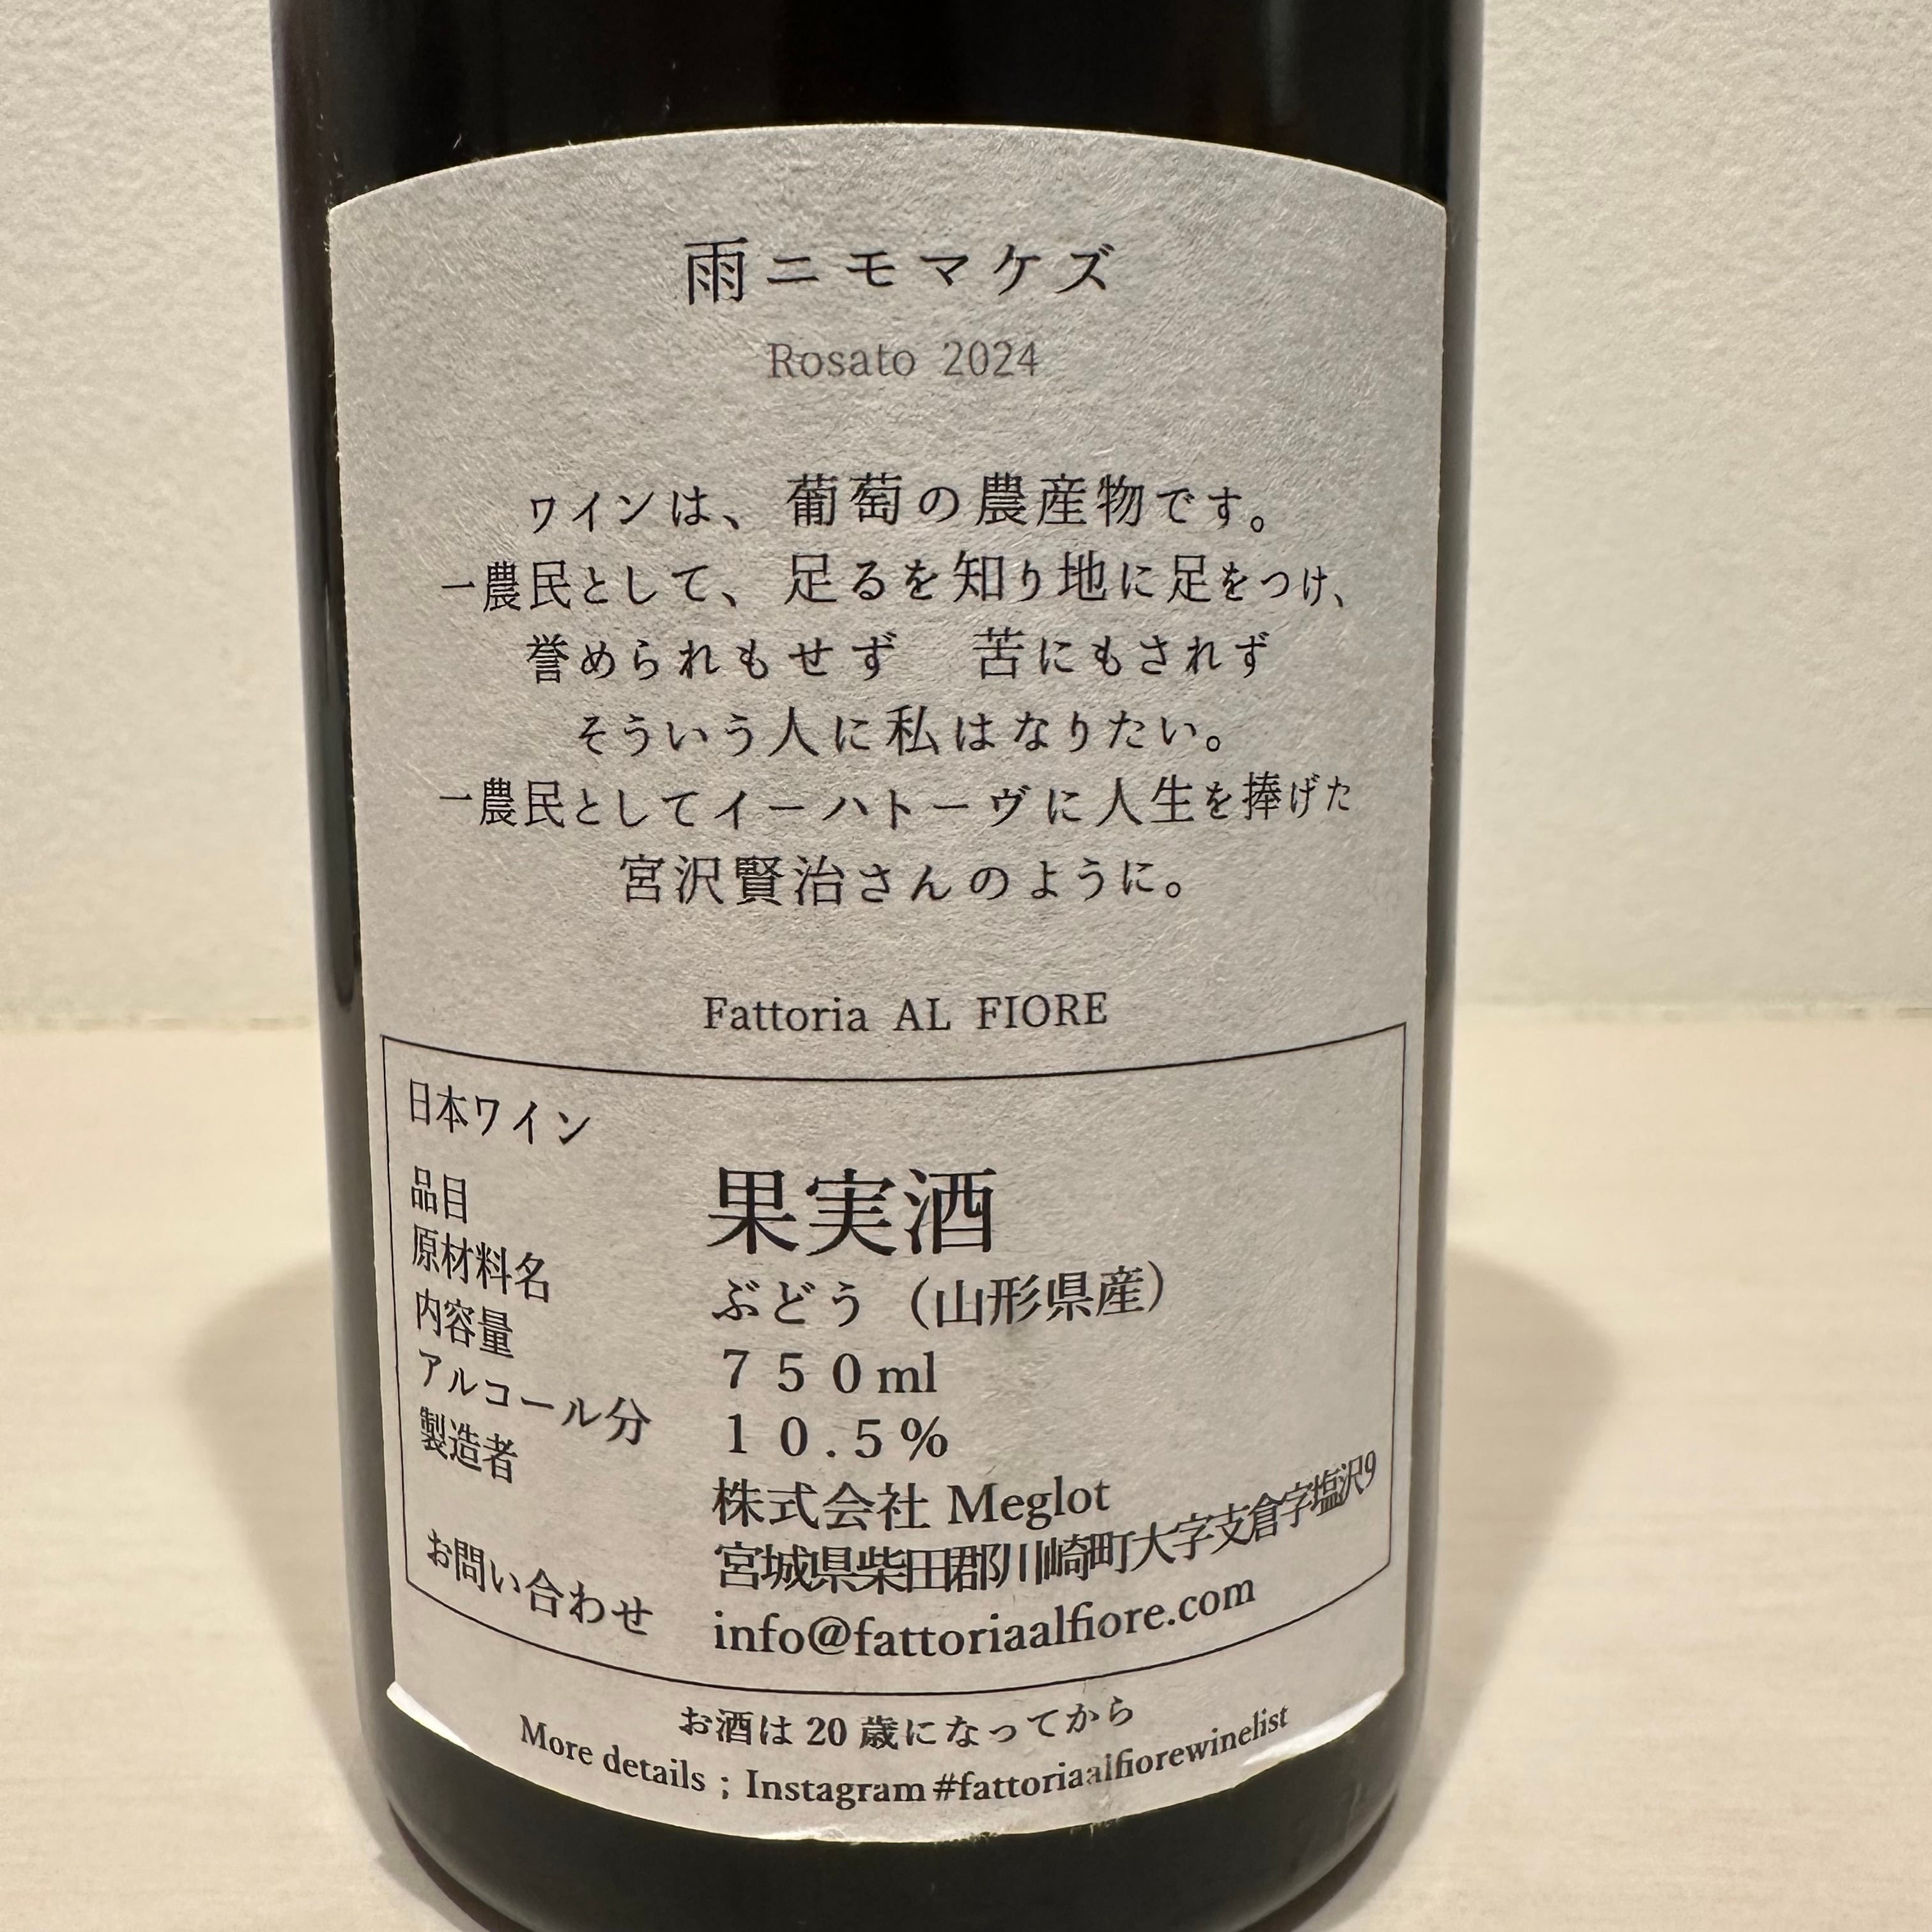 雨ニモマケズ
Rosato 2024
ワインは、葡萄の農産物です。
一農民として、足るを知り地に足をつけ、
誉められもせず　苦にもされず
そういう人に私はなりたい。
一農民としてイーハトーヴに人生を捧げた
宮沢賢治さんのように。
Fattoria AL FIORE
日本ワイン
品目 果実酒
原材料名 ぶどう（山形県産）
内容量 ７５０ml
アルコール分 １０.５%
製造者 株式会社 Meglot
宮城県柴田郡川崎町大字支倉字塩沢9
お問い合わせ info@fattoriaalfiore.com
お酒は 20 歳になってから
More details ; Instagram #fattoriaalfiorewinelist